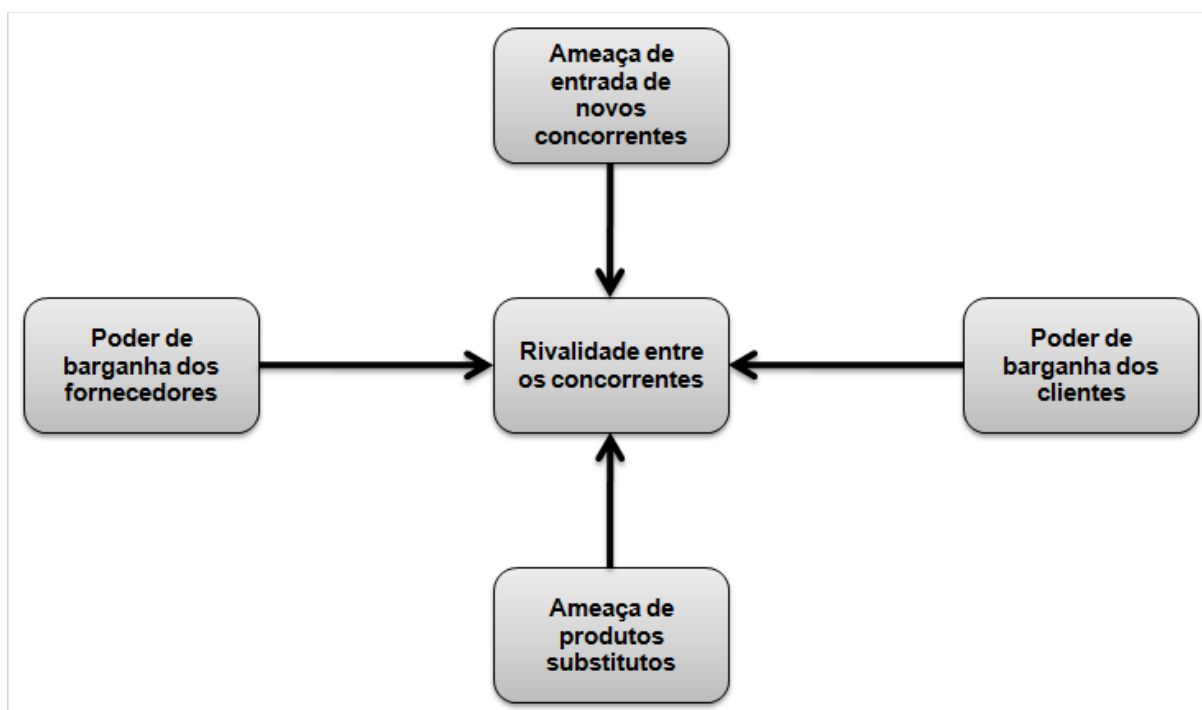 Ameaça de
entrada de
novos
concorrentes
Poder de
barganha dos
fornecedores
Rivalidade entre
os concorrentes
Poder de
barganha dos
clientes
Ameaça de
produtos
substitutos